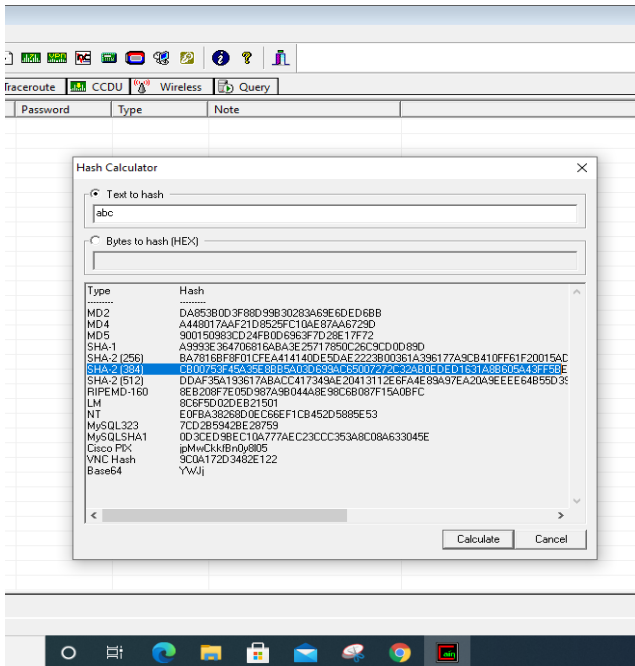 Traceroute CCDU Wireless Query
Password Type Note
Hash Calculator
Text to hash
abc
Bytes to hash (HEX)
Type Hash
MD2 DA853B0D3F88D99B30283A69E6DED6BB
MD4 A448017AAF21D8525FC10AE87AA6729D
MD5 900150983CD24FB0D6963F7D28E17F72
SHA-1 A9993E364706816ABA3E25717850C26C9CD0D89D
SHA-2 (256) BA7816BF8F01CFEA414140DE5DAE2223B00361A396177A9CB410FF61F20015AD
SHA-2 (384) CB00753F45A35E8BB5A03D699AC65007272C32AB0EDED1631A8B605A43FF5BE
SHA-2 (512) DDAF35A193617ABACC417349AE20413112E6FA4E89A97EA20A9EEEE64B55D39
RIPEMD-160 8EB208F7E05D987A9B044A8E98C6B087F15A0BFC
LM 8C6F5D02DEB21501
NT E0FBA38268D0EC66EF1CB452D5885E53
MySQL323 7CD2B5942BE28759
MySQLSHA1 0D3CED9BEC10A777AEC23CCC353A8C08A633045E
Cisco PIX jpMwCkkfBn0y8I05
VNC Hash 9C0A172D3482E122
Base64 YWJj
Calculate Cancel